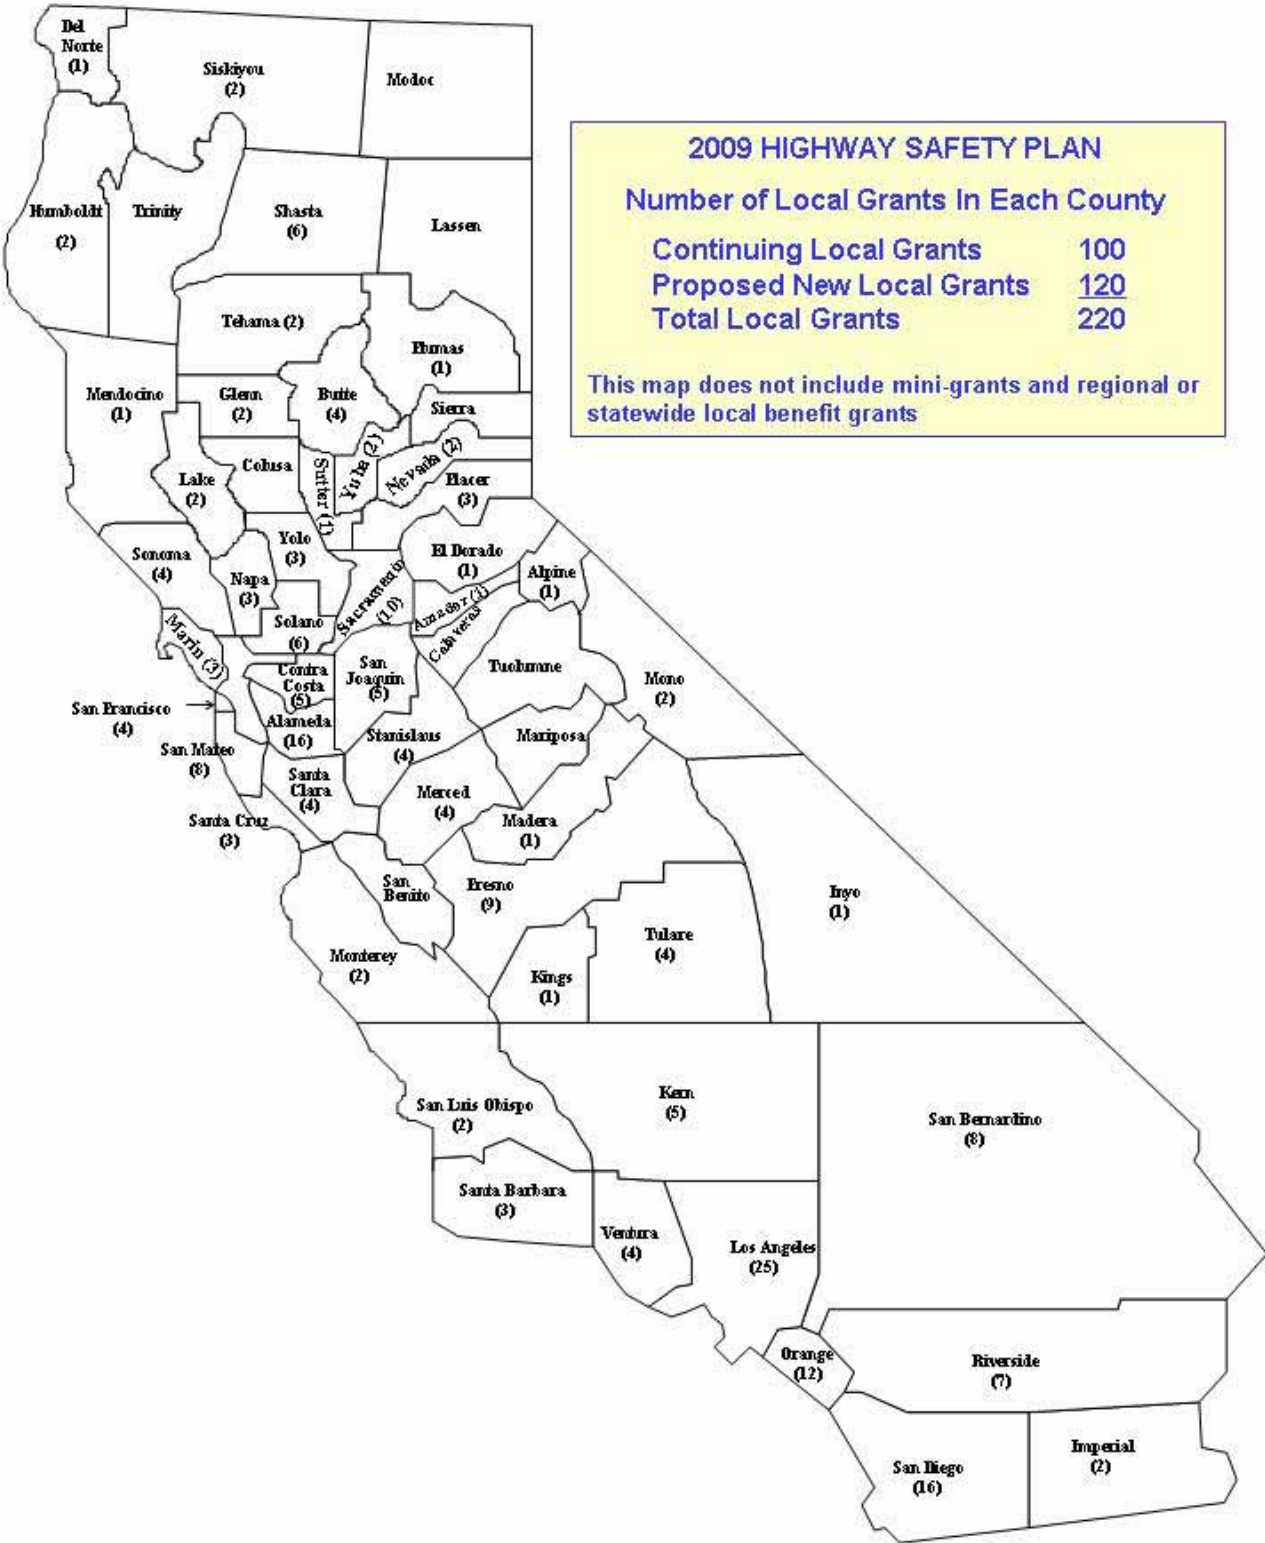 Del
Norte
(1)
Siskiyou
(2)
Modoc
2009 HIGHWAY SAFETY PLAN
Number of Local Grants In Each County
Continuing Local Grants 100
Proposed New Local Grants 120
Total Local Grants 220
This map does not include mini-grants and regional or
statewide local benefit grants
Humboldt
(2)
Trinity
Shasta
(6)
Lassen
Tehama (2)
Plumas
(1)
Mendocino
(1)
Glenn
(2)
Butte
(4)
Sierra
Lake
(2)
Colusa
Sutter (1)
Yuba (2)
Nevada (2)
Placer
(3)
Sonoma
(4)
Napa
(3)
Yolo
(3)
El Dorado
(1)
Alpine
(1)
Sacramento
(10)
Amador (1)
Calaveras
Marin (3)
Solano
(6)
Contra
Costa
(5)
San
Joaquin
(5)
Tuolumne
Mono
(2)
San Francisco
(4)
Alameda
(16)
Stanislaus
(4)
Mariposa
San Mateo
(8)
Santa
Clara
(4)
Merced
(4)
Madera
(1)
Santa Cruz
(3)
San
Benito
Fresno
(9)
Inyo
(1)
Monterey
(2)
Kings
(1)
Tulare
(4)
San Luis Obispo
(2)
Kern
(5)
San Bernardino
(8)
Santa Barbara
(3)
Ventura
(4)
Los Angeles
(25)
Orange
(12)
Riverside
(7)
San Diego
(16)
Imperial
(2)